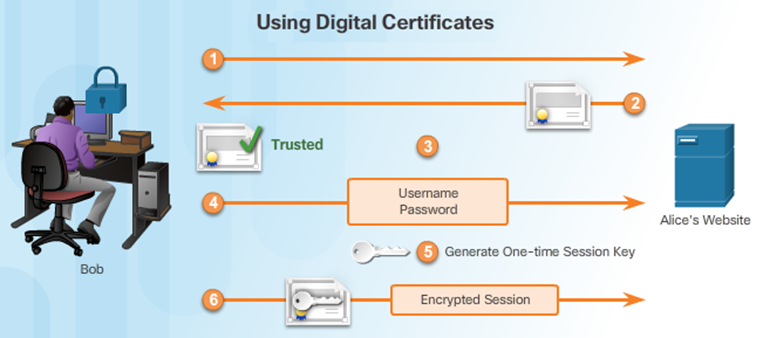 Using Digital Certificates
1
2
Trusted
3
4
Username
Password
Alice's Website
5 Generate One-time Session Key
Bob
6
Encrypted Session